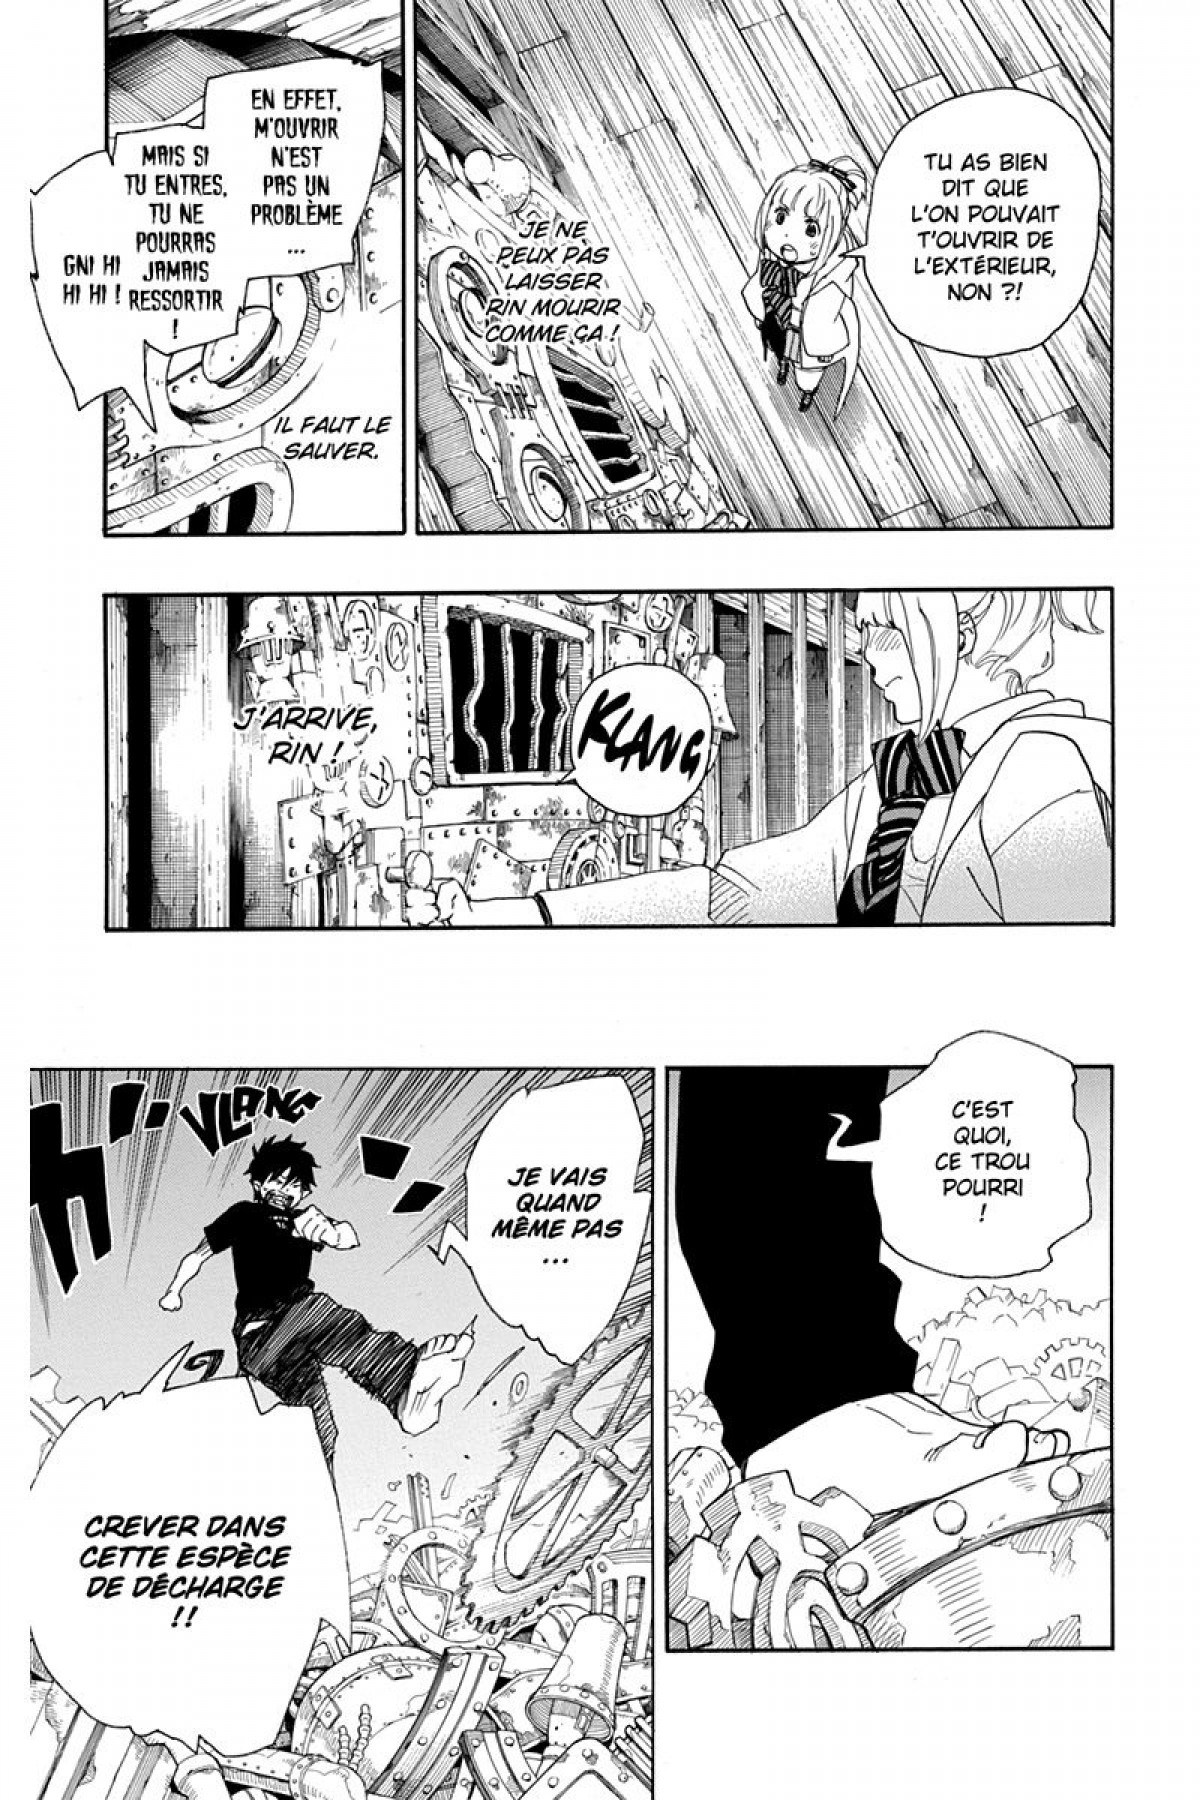 TU AS BIEN
DIT QUE
L'ON POUVAIT
T'OUVRIR DE
L'EXTÉRIEUR,
NON ?!
JE NE
PEUX PAS
LAISSER
RIN MOURIR
COMME ÇA !
EN EFFET,
M'OUVRIR
N'EST
PAS UN
PROBLÈME
...
MAIS SI
TU ENTRES,
TU NE
POURRAS
JAMAIS
RESSORTIR
!
GNI HI
HI HI !
IL FAUT LE
SAUVER.
KLANG
J'ARRIVE,
RIN !
C'EST
QUOI,
CE TROU
POURRI
!
JE VAIS
QUAND
MÊME PAS
...
VLANG
CREVER DANS
CETTE ESPÈCE
DE DÉCHARGE
!!